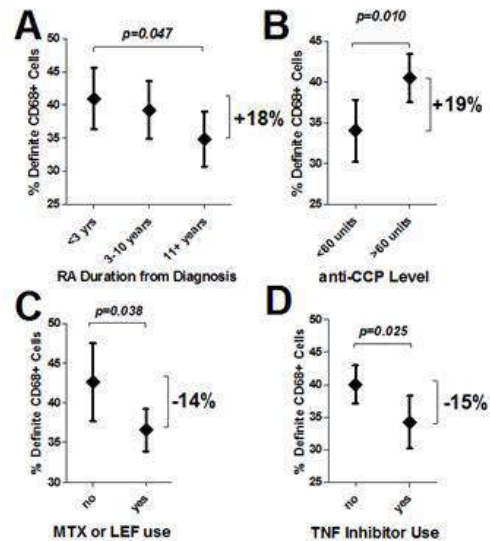 A
p=0.047
% Definite CD68+ Cells
50
45
40
35
30
25
+18%
<3 yrs
3-10 years
11+ years
RA Duration from Diagnosis
B
p=0.010
% Definite CD68+ Cells
45
40
35
30
25
+19%
<60 units
>60 units
anti-CCP Level
C
p=0.038
% Definite CD68+ Cells
50
45
40
35
30
-14%
no
yes
MTX or LEF use
D
p=0.025
% Definite CD68+ Cells
50
45
40
35
30
25
-15%
no
yes
TNF Inhibitor Use